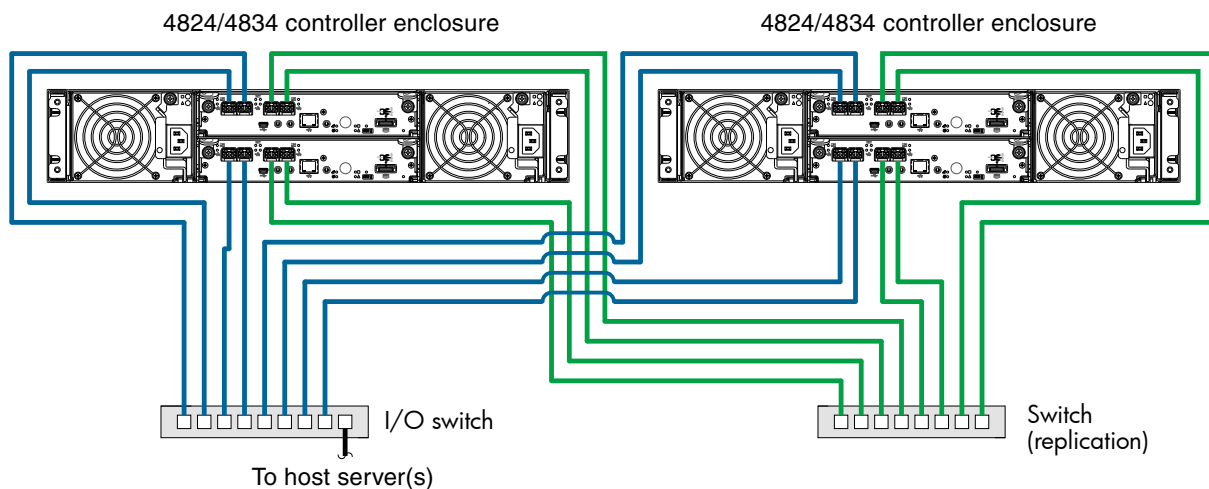 4824/4834 controller enclosure
4824/4834 controller enclosure
I/O switch
To host server(s)
Switch
(replication)